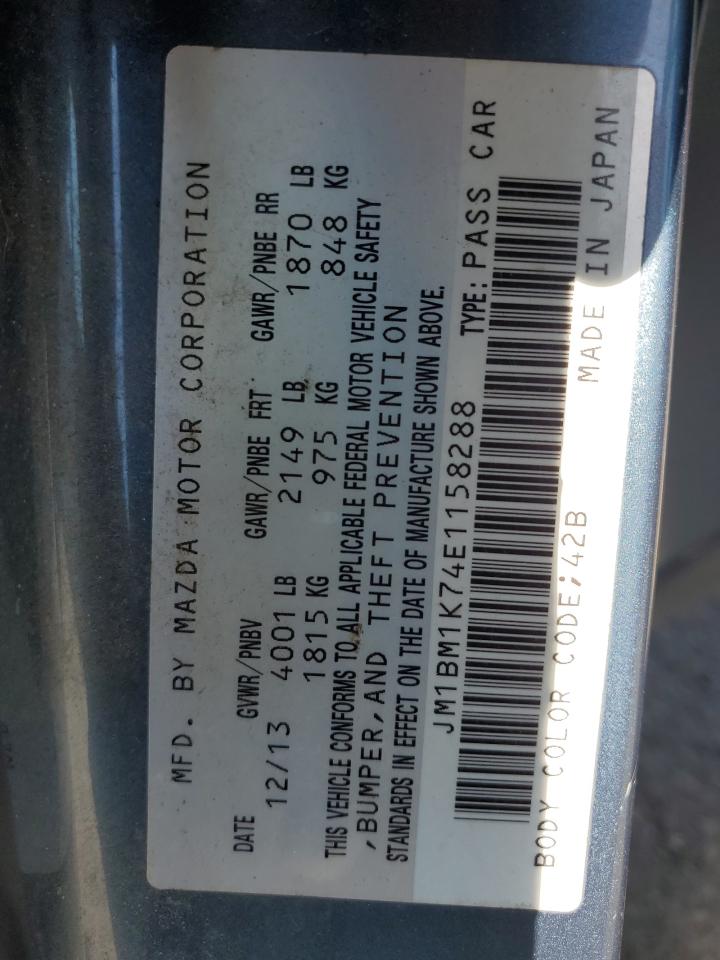 MFD. BY MAZDA MOTOR CORPORATION
DATE GVWR/PNBV GAWR/PNBE FRT GAWR/PNBE RR
12/13 4001 LB 2149 LB 1870 LB
1815 KG 975 KG 848 KG
THIS VEHICLE CONFORMS TO ALL APPLICABLE FEDERAL MOTOR VEHICLE SAFETY
,BUMPER,AND THEFT PREVENTION
STANDARDS IN EFFECT ON THE DATE OF MANUFACTURE SHOWN ABOVE.
JM1BM1K74E1158288 TYPE: PASS CAR
BODY COLOR CODE;42B MADE IN JAPAN